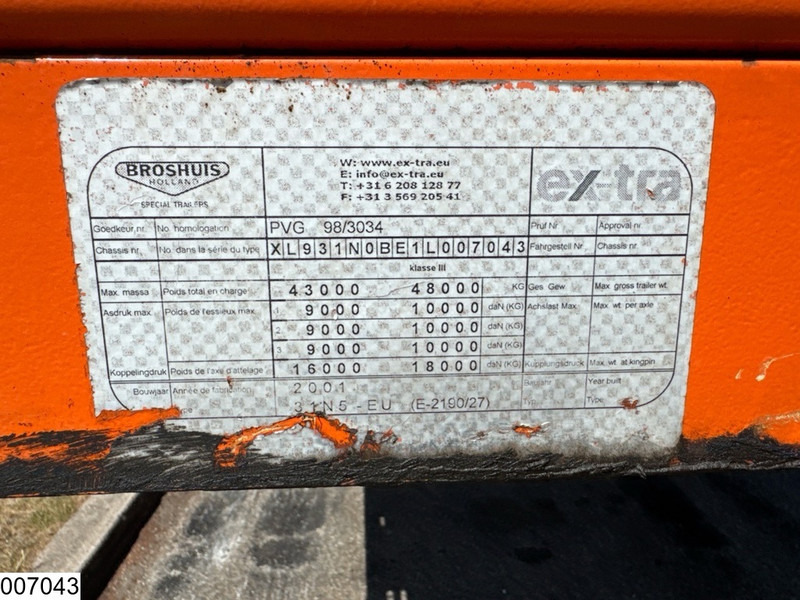 BROSHUIS
HOLLAND
SPECIAL TRAILERS
W: www.ex-tra.eu
E: info@ex-tra.eu
T: +31 6 208 128 77
F: +31 3 569 205 41
ex-tra
Goedkeur.nr. No. homologation PVG 98/3034 Prüf Nr. Approval nr.
Chassis nr. No. dans la série du type XL931N0BE1L007043 Fahrgestell Nr. Chassis nr.
klasse III
Max. massa Poids total en charge 43000 48000 KG Ges. Gew. Max. gross trailer wt.
Asdruk max. Poids de l'essieux max. 1 9000 10000 daN (KG) Achslast Max. Max. wt. per axle
2 9000 10000 daN (KG)
3 9000 10000 daN (KG)
Koppelingdruk Poids de l'axe d'attelage 16000 18000 daN (KG) Kupplungsdruck Max. wt. at kingpin
Bouwjaar Année de fabrication 2001 Baujahr Year built
31N5-EU (E-2190/27) Typ. Type.
007043